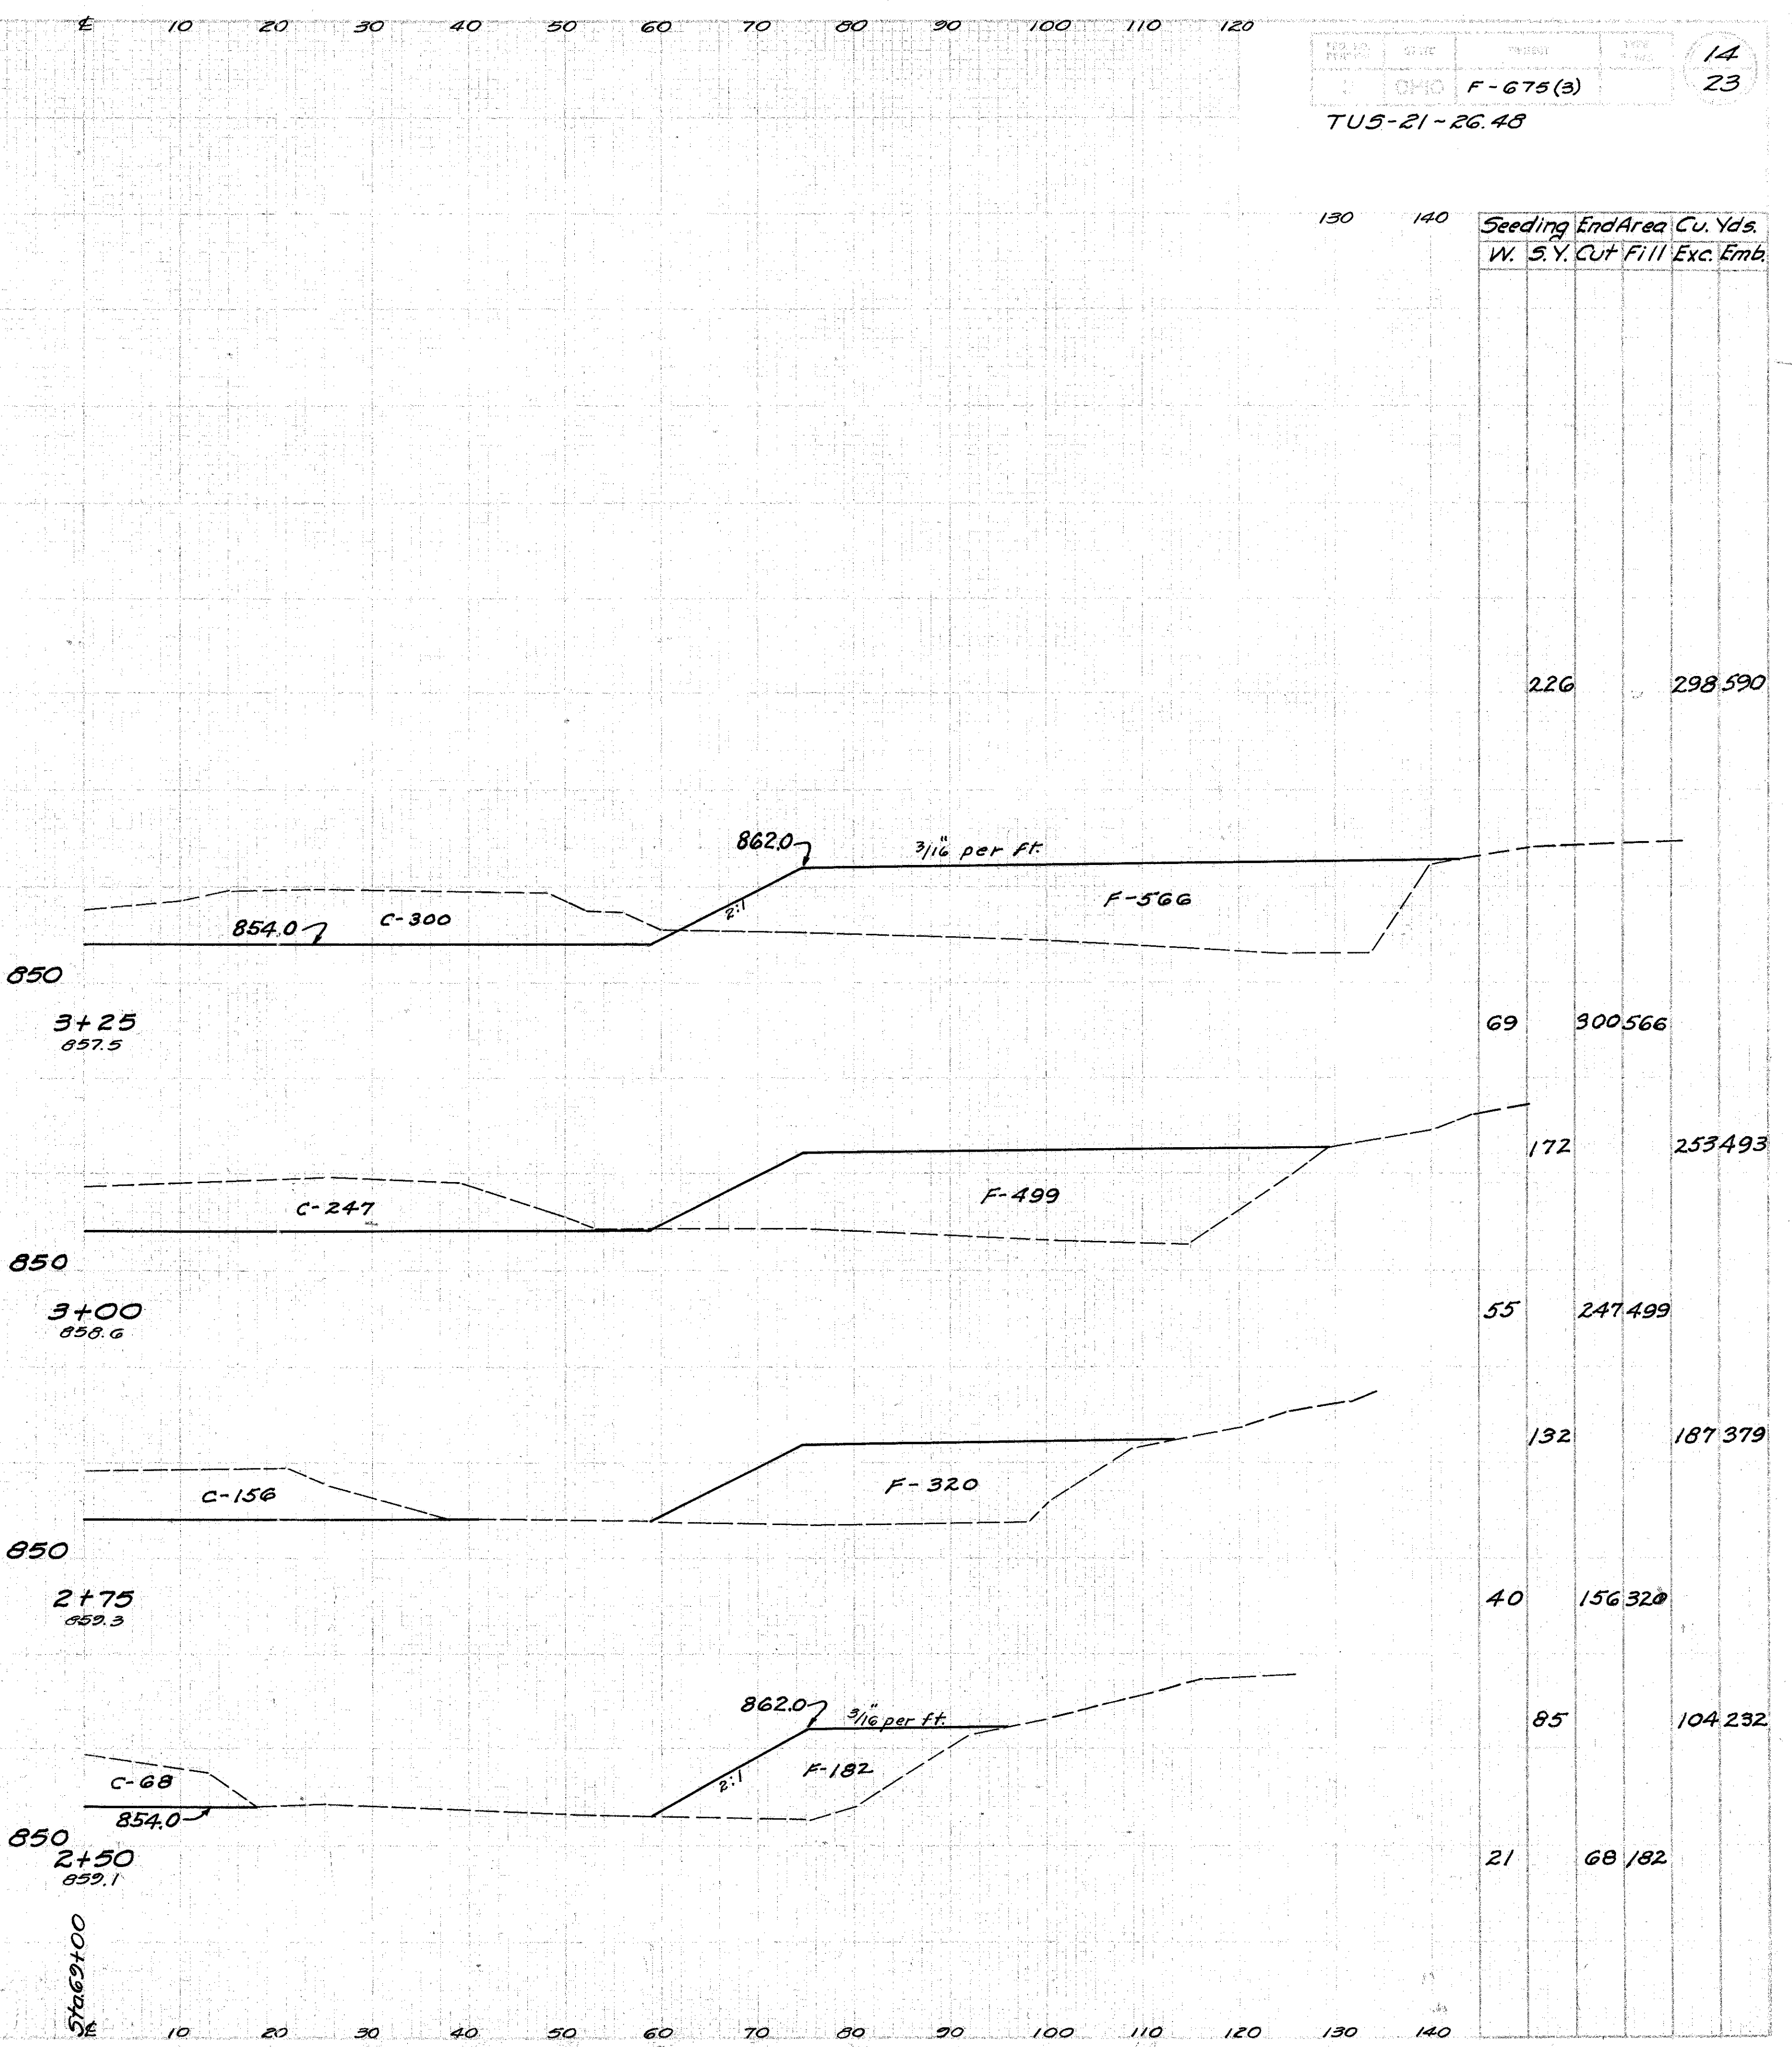 ℄ 10 20 30 40 50 60 70 80 90 100 110 120
14
23
OHIO F-675(3)
TUS-21~26.48
130 140
Seeding End Area Cu. Yds.
W. S.Y. Cut Fill Exc. Emb.
226 298 590
862.0 3/16" per ft.
F-566
2:1
C-300
854.0
850
3+25
857.5
69 300 566
172 253 493
F-499
C-247
850
3+00
858.6
55 247 499
132 187 379
F-320
C-156
850
2+75
859.3
40 156 320
862.0 3/16" per ft.
85 104 232
F-182
2:1
C-68
854.0
850
2+50
859.1
21 68 182
Sta.69+00
℄ 10 20 30 40 50 60 70 80 90 100 110 120 130 140